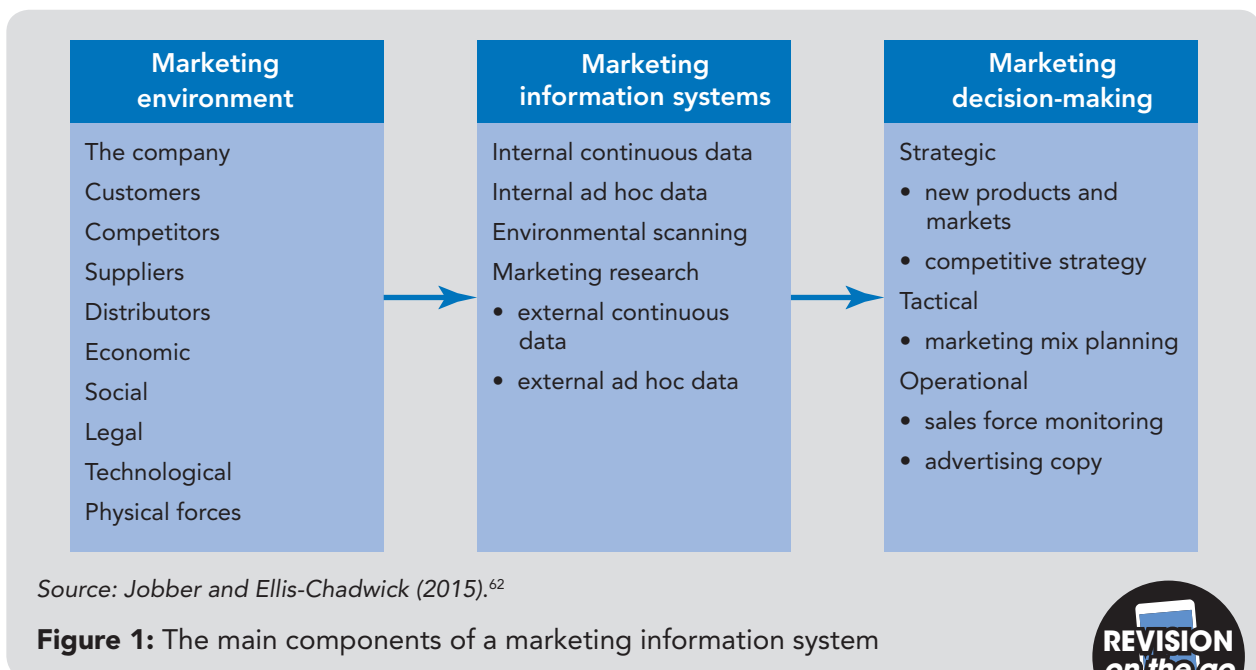 Marketing
environment
The company
Customers
Competitors
Suppliers
Distributors
Economic
Social
Legal
Technological
Physical forces
Marketing
information systems
Internal continuous data
Internal ad hoc data
Environmental scanning
Marketing research
• external continuous
data
• external ad hoc data
Marketing
decision-making
Strategic
• new products and
markets
• competitive strategy
Tactical
• marketing mix planning
Operational
• sales force monitoring
• advertising copy
Source: Jobber and Ellis-Chadwick (2015).62
Figure 1: The main components of a marketing information system
REVISION
on the go